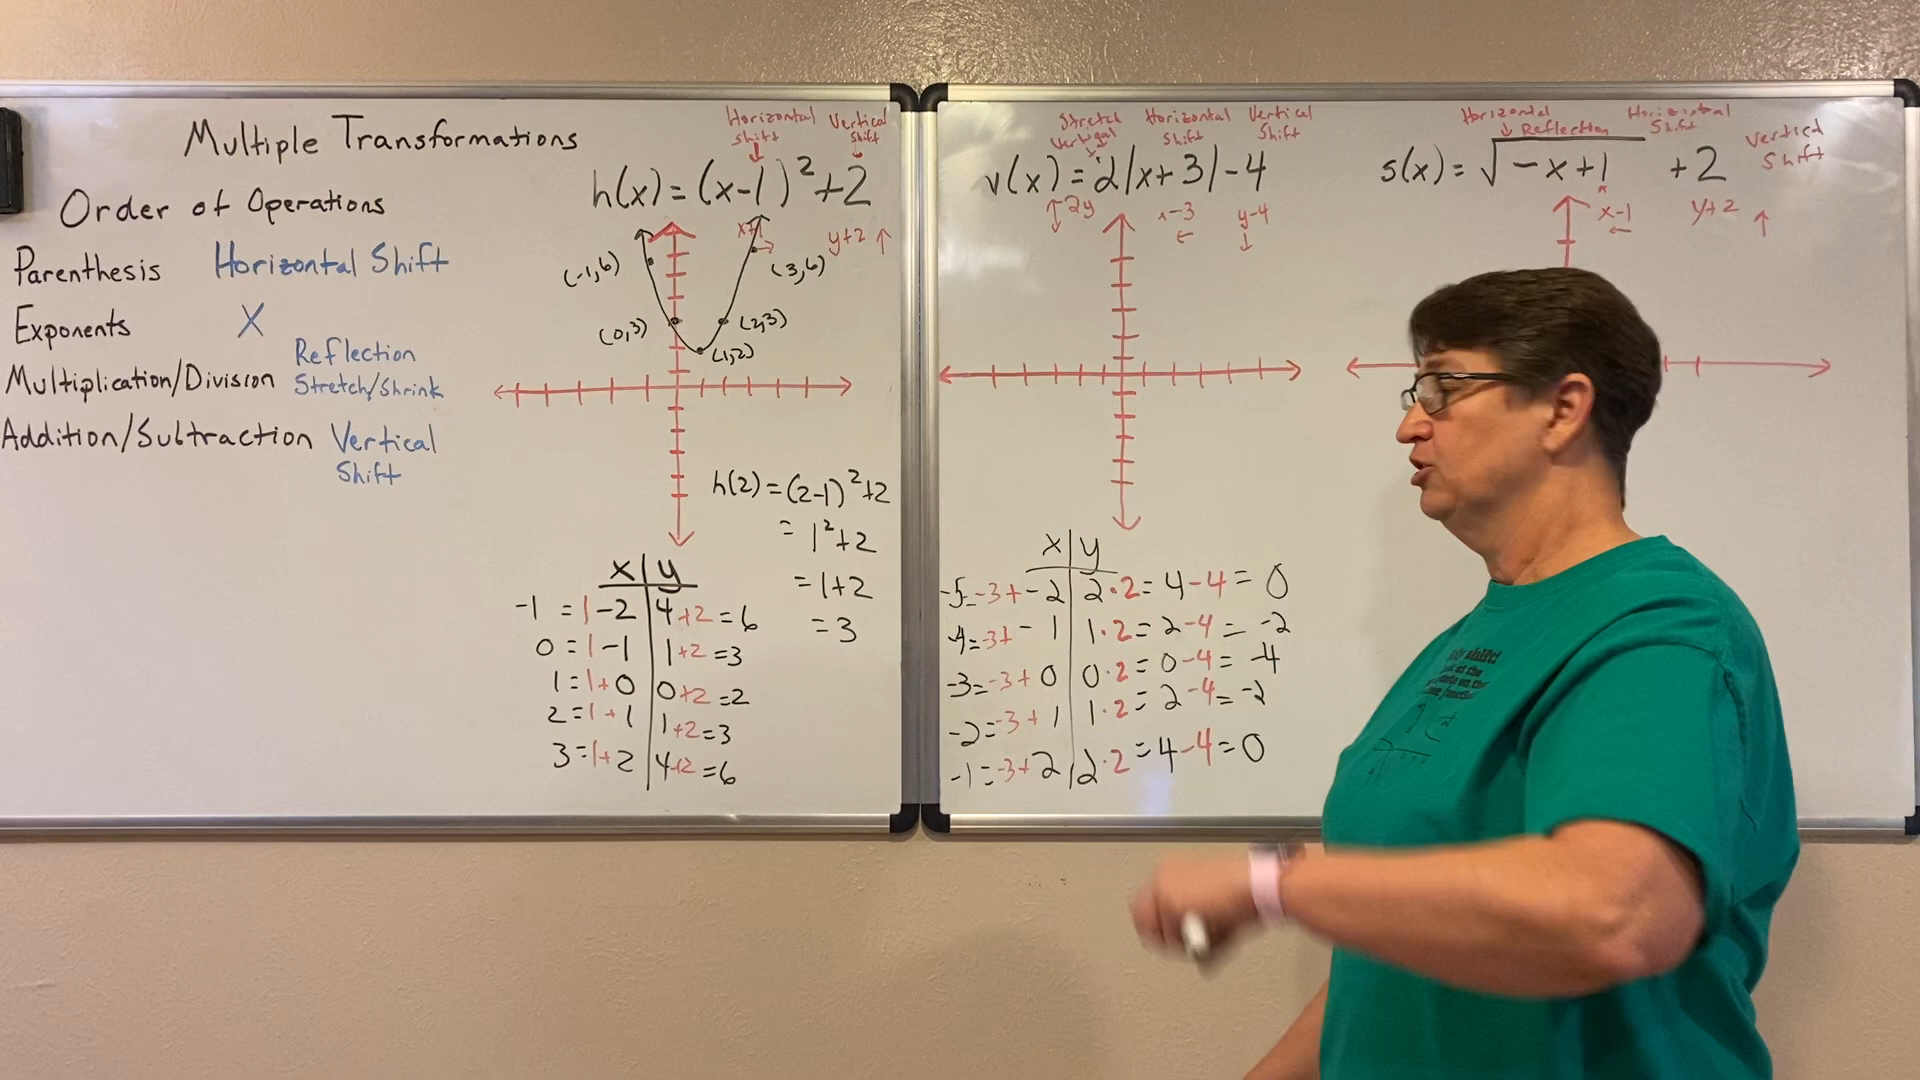 Multiple Transformations
Order of Operations
Parenthesis Horizontal Shift
Exponents X
Multiplication/Division Reflection
Stretch/Shrink
Addition/Subtraction Vertical
Shift
Horizontal Shift
Vertical Shift
h(x) = (x-1)²+2
x+1
y+2 ↑
(-1,6)
(3,6)
(0,3)
(2,3)
(1,2)
h(2) = (2-1)²+2
= 1²+2
= 1+2
= 3
x | y
-1 = 1-2 | 4+2 = 6
0 = 1-1 | 1+2 = 3
1 = 1+0 | 0+2 = 2
2 = 1+1 | 1+2 = 3
3 = 1+2 | 4+2 = 6
Stretch Vertical
Horizontal Shift
Vertical Shift
v(x) = 2|x+3|-4
↕ 2y
x-3 ←
y-4 ↓
x | y
-5 = -3+-2 | 2·2 = 4-4 = 0
-4 = -3+-1 | 1·2 = 2-4 = -2
-3 = -3+0 | 0·2 = 0-4 = -4
-2 = -3+1 | 1·2 = 2-4 = -2
-1 = -3+2 | 2·2 = 4-4 = 0
Horizontal Reflection
Horizontal Shift
Vertical Shift
s(x) = √-x+1 +2
x-1 ←
y+2 ↑